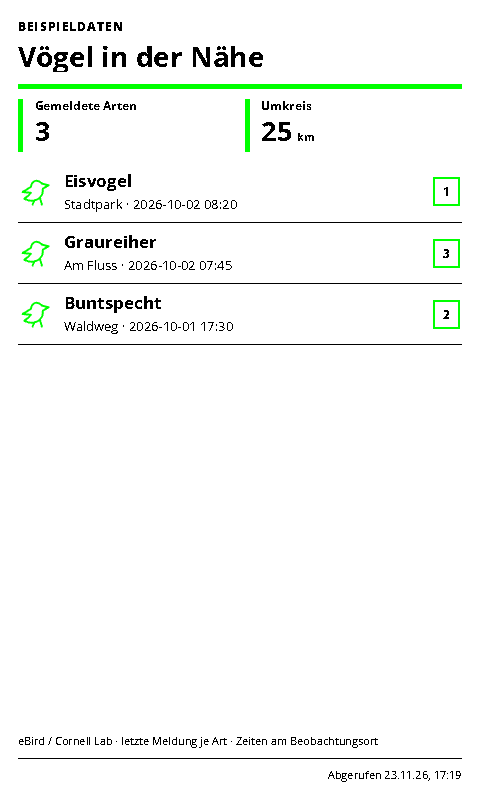 BEISPIELDATEN
Vögel in der Nähe
Gemeldete Arten
3
Umkreis
25 km
Eisvogel
Stadtpark · 2026-10-02 08:20
1
Graureiher
Am Fluss · 2026-10-02 07:45
3
Buntspecht
Waldweg · 2026-10-01 17:30
2
eBird / Cornell Lab · letzte Meldung je Art · Zeiten am Beobachtungsort
Abgerufen 23.11.26, 17:19